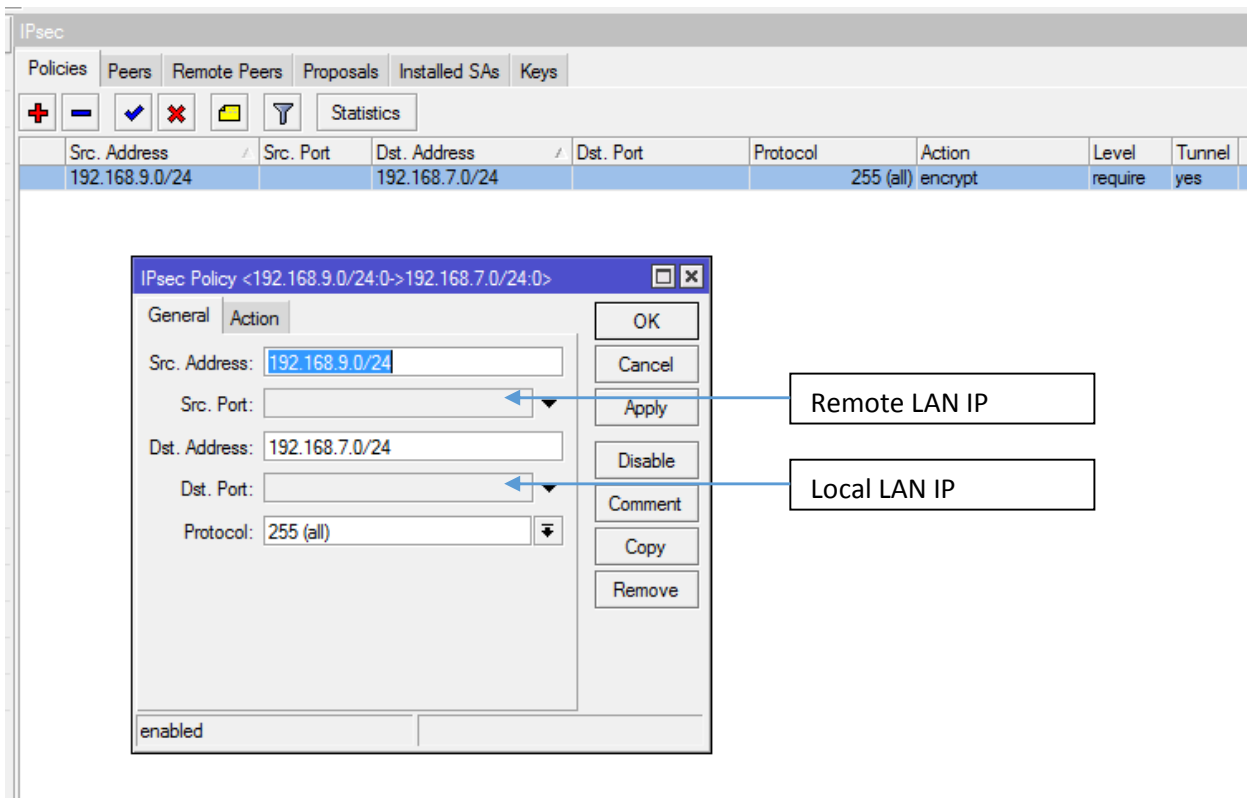 IPsec
Policies Peers Remote Peers Proposals Installed SAs Keys
Statistics
Src. Address Src. Port Dst. Address Dst. Port Protocol Action Level Tunnel
192.168.9.0/24 192.168.7.0/24 255 (all) encrypt require yes
IPsec Policy <192.168.9.0/24:0->192.168.7.0/24:0>
General Action
OK
Src. Address: 192.168.9.0/24
Cancel
Src. Port:
Apply
Remote LAN IP
Dst. Address: 192.168.7.0/24
Disable
Dst. Port:
Local LAN IP
Comment
Protocol: 255 (all)
Copy
Remove
enabled